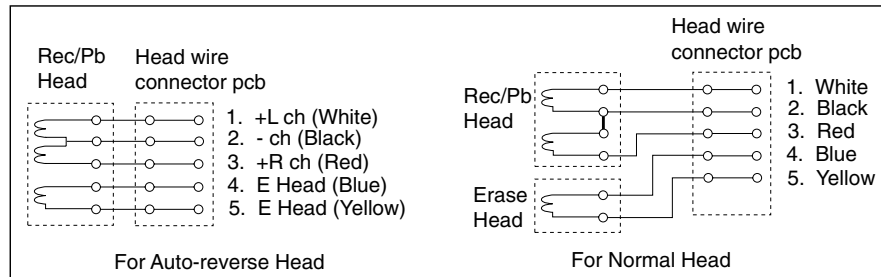 Rec/Pb
Head
Head wire
connector pcb
1. +L ch (White)
2. - ch (Black)
3. +R ch (Red)
4. E Head (Blue)
5. E Head (Yellow)
For Auto-reverse Head
Head wire
connector pcb
Rec/Pb
Head
1. White
2. Black
3. Red
4. Blue
5. Yellow
Erase
Head
For Normal Head